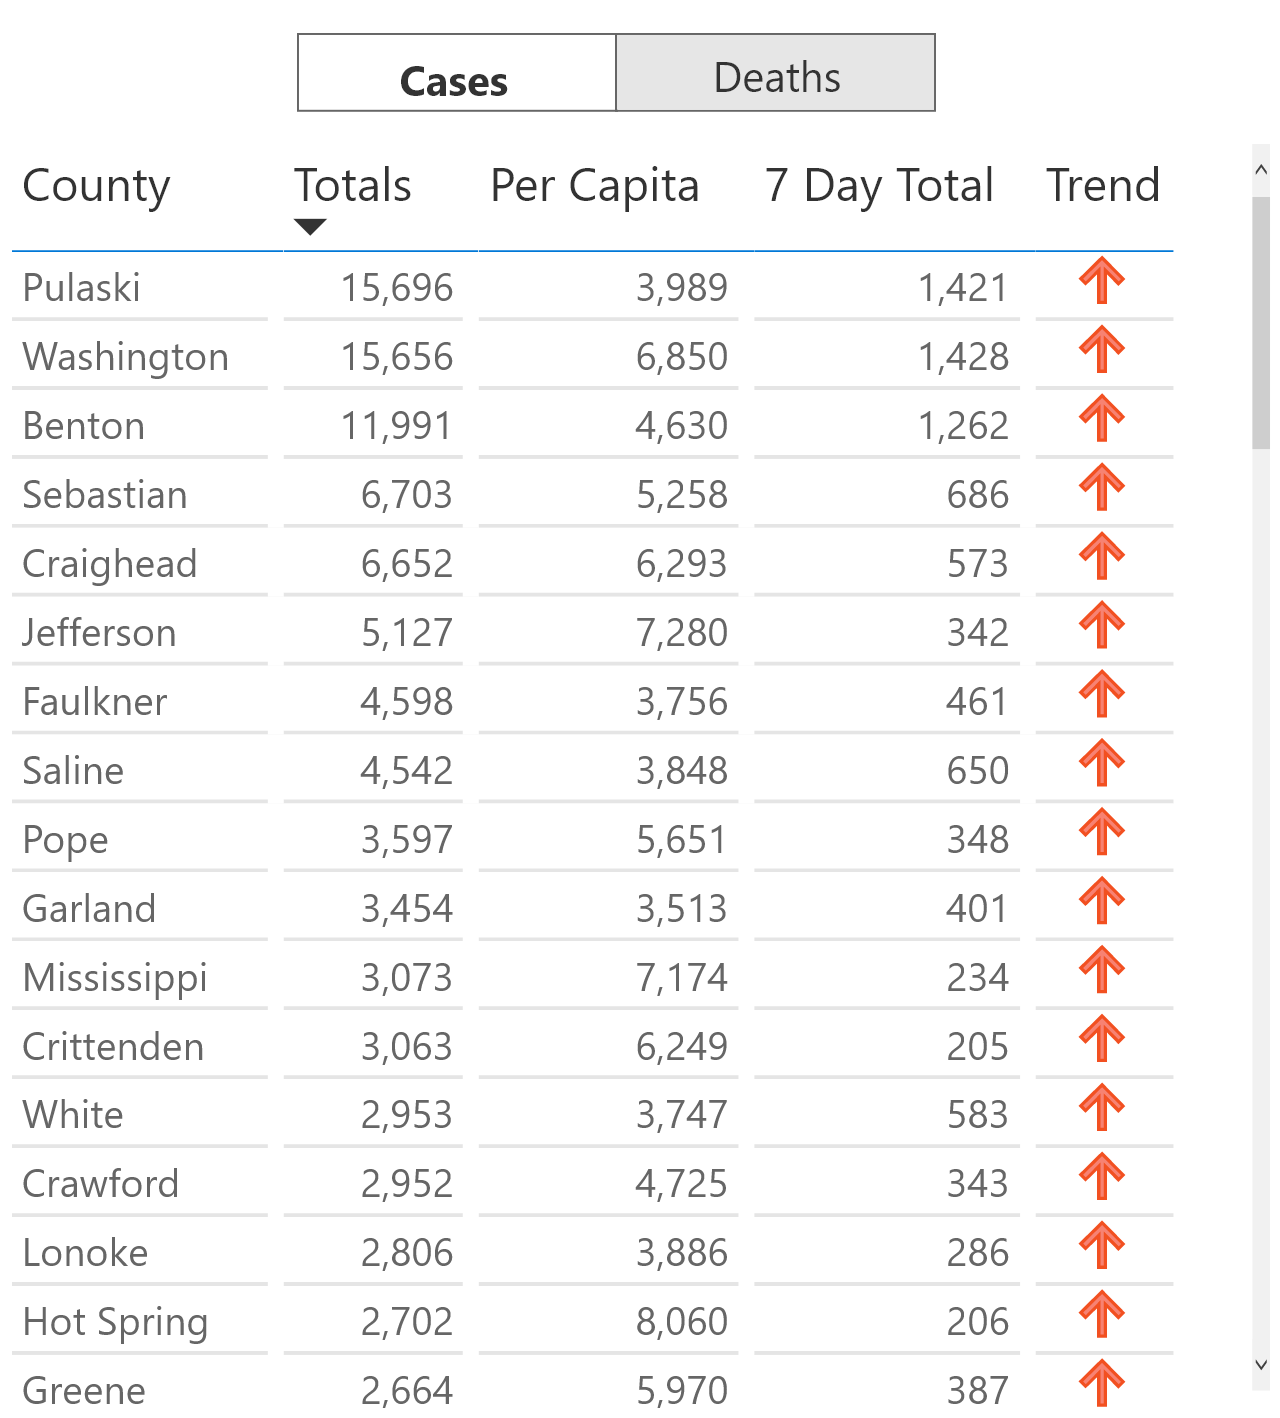 Cases Deaths
County Totals Per Capita 7 Day Total Trend
Pulaski 15,696 3,989 1,421
Washington 15,656 6,850 1,428
Benton 11,991 4,630 1,262
Sebastian 6,703 5,258 686
Craighead 6,652 6,293 573
Jefferson 5,127 7,280 342
Faulkner 4,598 3,756 461
Saline 4,542 3,848 650
Pope 3,597 5,651 348
Garland 3,454 3,513 401
Mississippi 3,073 7,174 234
Crittenden 3,063 6,249 205
White 2,953 3,747 583
Crawford 2,952 4,725 343
Lonoke 2,806 3,886 286
Hot Spring 2,702 8,060 206
Greene 2,664 5,970 387